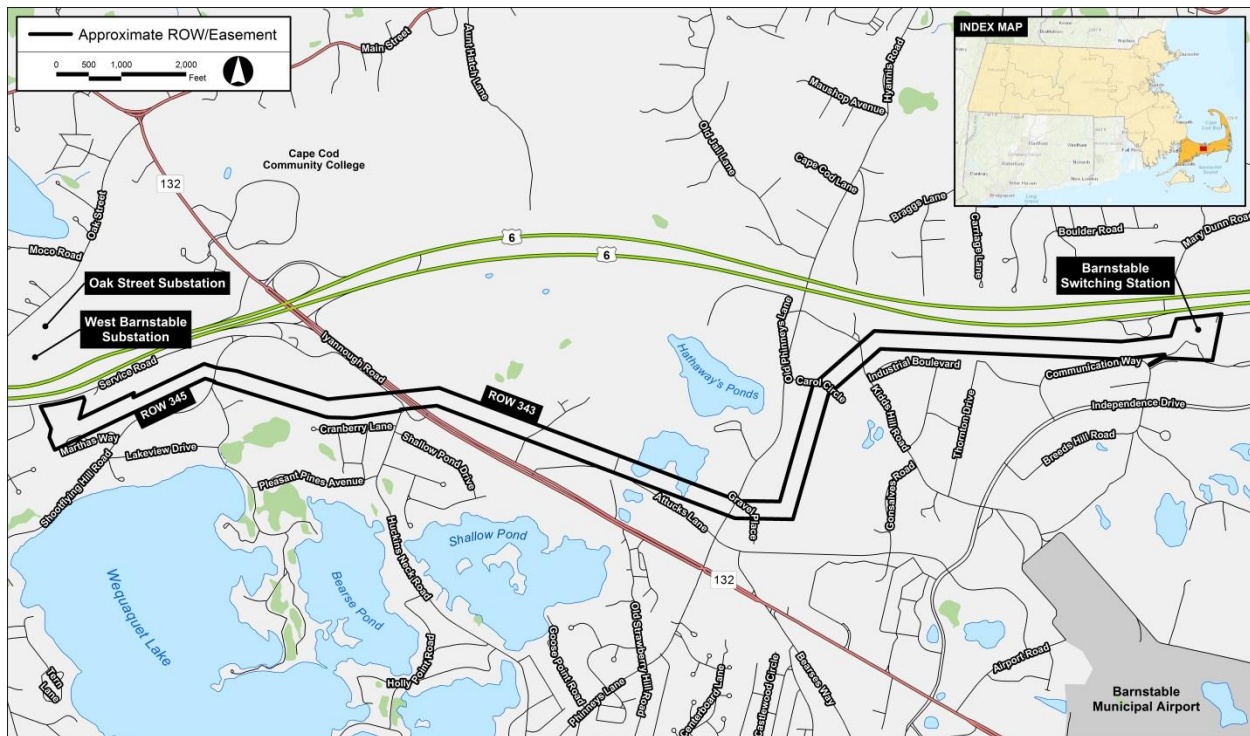 Approximate ROW/Easement
0 500 1,000 2,000
Feet
INDEX MAP
Main Street
Aunt Hatch Lane
Hyannis Road
Maushop Avenue
Old Jail Lane
Cape Cod Lane
Cape Cod
Community College
132
Oak Street
Braggs Lane
Carriage Lane
Boulder Road
Mary Dunn Road
Moco Road
6
6
Oak Street Substation
Barnstable
Switching Station
West Barnstable
Substation
Service Road
Iyannough Road
Hathaway's Ponds
Old Phinneys Lane
Carol Circle
Industrial Boulevard
Communication Way
ROW 345
ROW 343
Kidds Hill Road
Thornton Drive
Independence Drive
Breeds Hill Road
Marthas Way
Lakeview Drive
Cranberry Lane
Shallow Pond Drive
Shootflying Hill Road
Pleasant Pines Avenue
Gonsalves Road
Gravel Place
Attucks Lane
Huckins Neck Road
Shallow Pond
132
Wequaquet Lake
Bearse Pond
Old Strawberry Hill Road
Goose Point Road
Phinneys Lane
Centerboard Lane
Castlewood Circle
Bearses Way
Airport Road
Holly Point Road
Tern
Lane
Barnstable
Municipal Airport